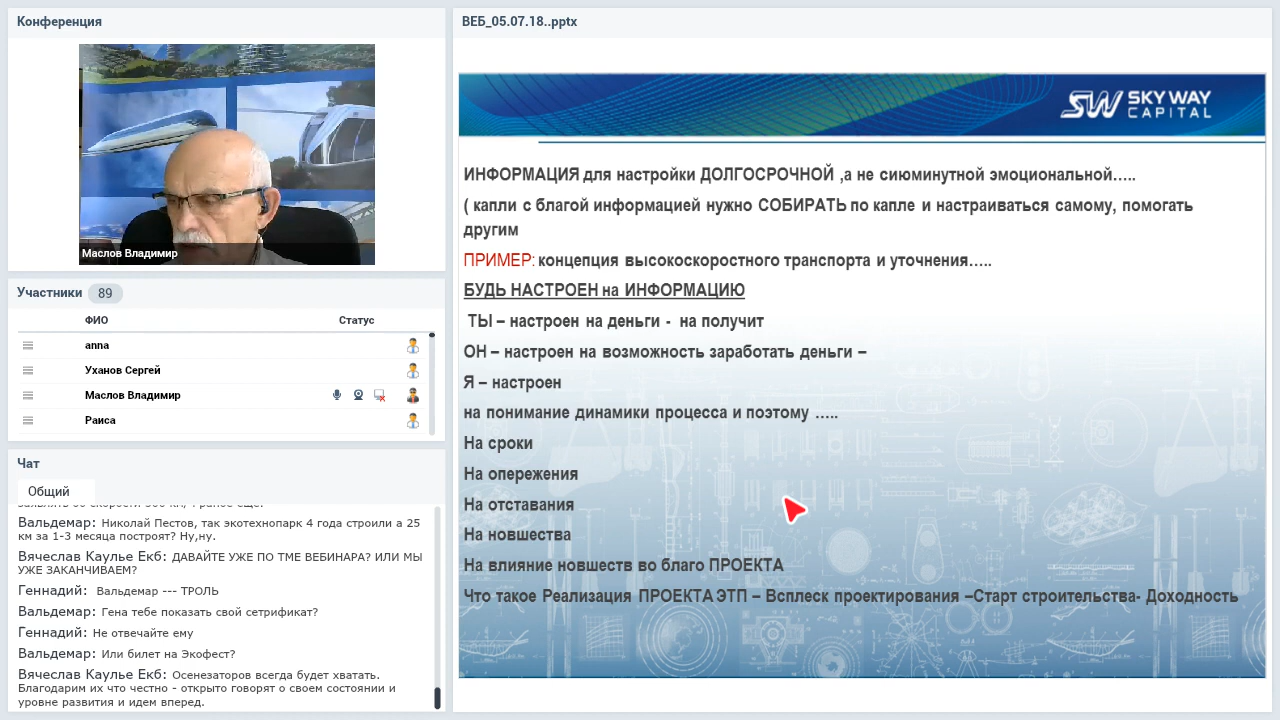 Конференция
Маслов Владимир
Участники 89
ФИО Статус
anna
Уханов Сергей
Маслов Владимир
Раиса
Чат
Общий
Вальдемар: Николай Пестов, так экотехнопарк 4 года строили а 25
км за 1-3 месяца построят? Ну,ну.
Вячеслав Каулье Екб: ДАВАЙТЕ УЖЕ ПО ТМЕ ВЕБИНАРА? ИЛИ МЫ
УЖЕ ЗАКАНЧИВАЕМ?
Геннадий: Вальдемар --- ТРОЛЬ
Вальдемар: Гена тебе показать свой сетрификат?
Геннадий: Не отвечайте ему
Вальдемар: Или билет на Экофест?
Вячеслав Каулье Екб: Осенезаторов всегда будет хватать.
Благодарим их что честно - открыто говорят о своем состоянии и
уровне развития и идем вперед.
ВЕБ_05.07.18..pptx
SW SKY WAY
CAPITAL
ИНФОРМАЦИЯ для настройки ДОЛГОСРОЧНОЙ ,а не сиюминутной эмоциональной…..
( капли с благой информацией нужно СОБИРАТЬ по капле и настраиваться самому, помогать
другим
ПРИМЕР: концепция высокоскоростного транспорта и уточнения…..
БУДЬ НАСТРОЕН на ИНФОРМАЦИЮ
ТЫ – настроен на деньги - на получит
ОН – настроен на возможность заработать деньги –
Я – настроен
на понимание динамики процесса и поэтому …..
На сроки
На опережения
На отставания
На новшества
На влияние новшеств во благо ПРОЕКТА
Что такое Реализация ПРОЕКТА ЭТП – Всплеск проектирования –Старт строительства- Доходность